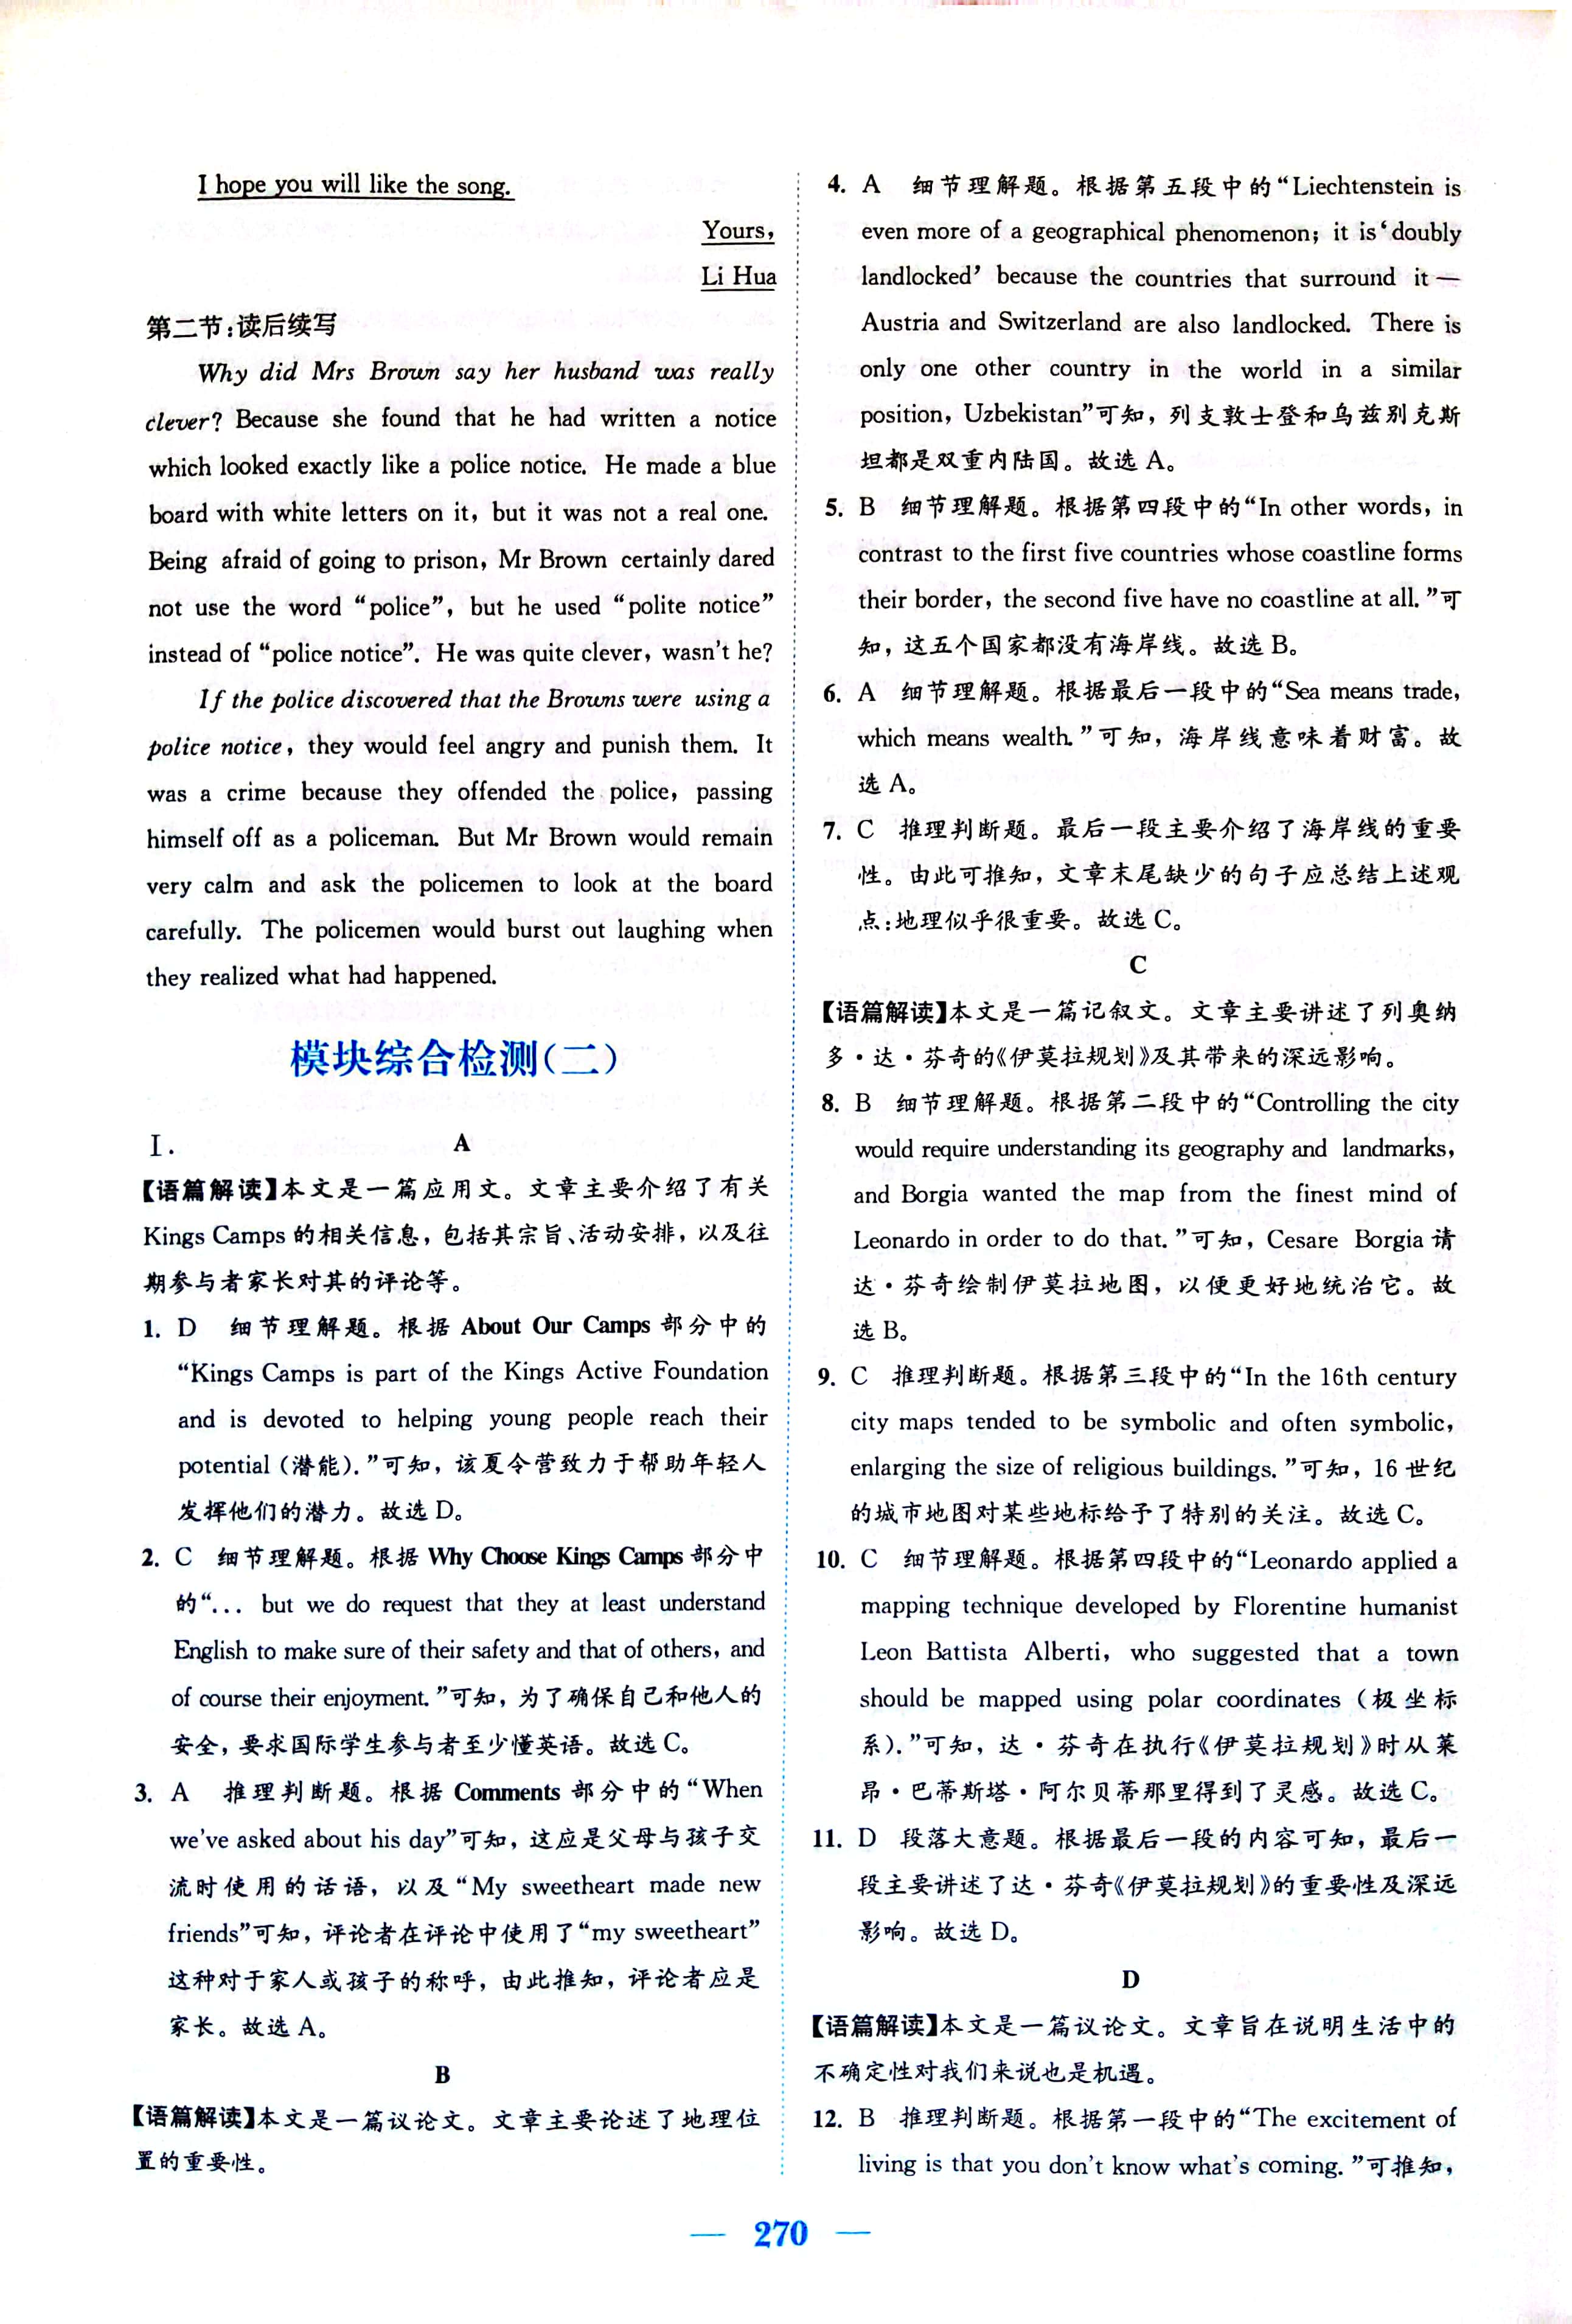 I hope you will like the song.
Yours,
Li Hua
第二节:读后续写
Why did Mrs Brown say her husband was really
clever? Because she found that he had written a notice
which looked exactly like a police notice. He made a blue
board with white letters on it, but it was not a real one.
Being afraid of going to prison, Mr Brown certainly dared
not use the word “police”, but he used “polite notice”
instead of “police notice”. He was quite clever, wasn't he?
If the police discovered that the Browns were using a
police notice, they would feel angry and punish them. It
was a crime because they offended the police, passing
himself off as a policeman. But Mr Brown would remain
very calm and ask the policemen to look at the board
carefully. The policemen would burst out laughing when
they realized what had happened.
模块综合检测(二)
Ⅰ. A
【语篇解读】本文是一篇应用文。文章主要介绍了有关
Kings Camps 的相关信息,包括其宗旨、活动安排,以及往
期参与者家长对其的评论等。
1. D 细节理解题。根据 About Our Camps 部分中的
“Kings Camps is part of the Kings Active Foundation
and is devoted to helping young people reach their
potential (潜能).”可知,该夏令营致力于帮助年轻人
发挥他们的潜力。故选 D。
2. C 细节理解题。根据 Why Choose Kings Camps 部分中
的“... but we do request that they at least understand
English to make sure of their safety and that of others, and
of course their enjoyment.”可知,为了确保自己和他人的
安全,要求国际学生参与者至少懂英语。故选 C。
3. A 推理判断题。根据 Comments 部分中的“When
we've asked about his day”可知,这应是父母与孩子交
流时使用的话语,以及“My sweetheart made new
friends”可知,评论者在评论中使用了“my sweetheart”
这种对于家人或孩子的称呼,由此推知,评论者应是
家长。故选 A。
B
【语篇解读】本文是一篇议论文。文章主要论述了地理位
置的重要性。
4. A 细节理解题。根据第五段中的“Liechtenstein is
even more of a geographical phenomenon; it is ‘doubly
landlocked’ because the countries that surround it —
Austria and Switzerland are also landlocked. There is
only one other country in the world in a similar
position, Uzbekistan”可知,列支敦士登和乌兹别克斯
坦都是双重内陆国。故选 A。
5. B 细节理解题。根据第四段中的“In other words, in
contrast to the first five countries whose coastline forms
their border, the second five have no coastline at all.”可
知,这五个国家都没有海岸线。故选 B。
6. A 细节理解题。根据最后一段中的“Sea means trade,
which means wealth.”可知,海岸线意味着财富。故
选 A。
7. C 推理判断题。最后一段主要介绍了海岸线的重要
性。由此可推知,文章末尾缺少的句子应总结上述观
点:地理似乎很重要。故选 C。
C
【语篇解读】本文是一篇记叙文。文章主要讲述了列奥纳
多·达·芬奇的《伊莫拉规划》及其带来的深远影响。
8. B 细节理解题。根据第二段中的“Controlling the city
would require understanding its geography and landmarks,
and Borgia wanted the map from the finest mind of
Leonardo in order to do that.”可知,Cesare Borgia 请
达·芬奇绘制伊莫拉地图,以便更好地统治它。故
选 B。
9. C 推理判断题。根据第三段中的“In the 16th century
city maps tended to be symbolic and often symbolic,
enlarging the size of religious buildings.”可知,16 世纪
的城市地图对某些地标给予了特别的关注。故选 C。
10. C 细节理解题。根据第四段中的“Leonardo applied a
mapping technique developed by Florentine humanist
Leon Battista Alberti, who suggested that a town
should be mapped using polar coordinates (极坐标
系).”可知,达·芬奇在执行《伊莫拉规划》时从莱
昂·巴蒂斯塔·阿尔贝蒂那里得到了灵感。故选 C。
11. D 段落大意题。根据最后一段的内容可知,最后一
段主要讲述了达·芬奇《伊莫拉规划》的重要性及深远
影响。故选 D。
D
【语篇解读】本文是一篇议论文。文章旨在说明生活中的
不确定性对我们来说也是机遇。
12. B 推理判断题。根据第一段中的“The excitement of
living is that you don't know what's coming.”可推知,
— 270 —